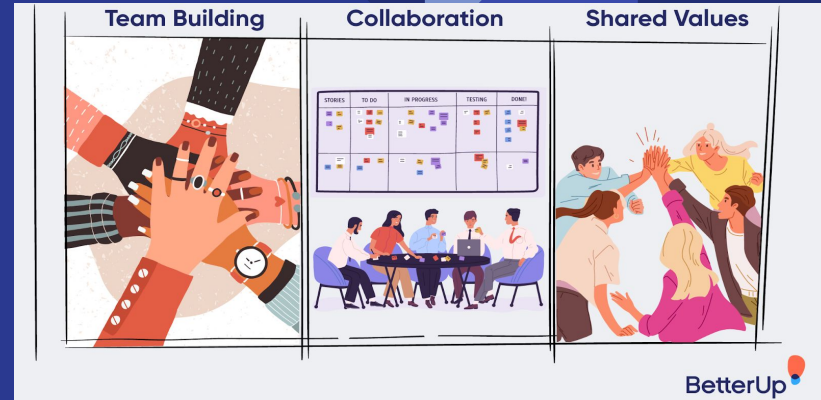 Team Building
Collaboration
Shared Values
STORIES
TO DO
IN PROGRESS
TESTING
DONE!
BetterUp